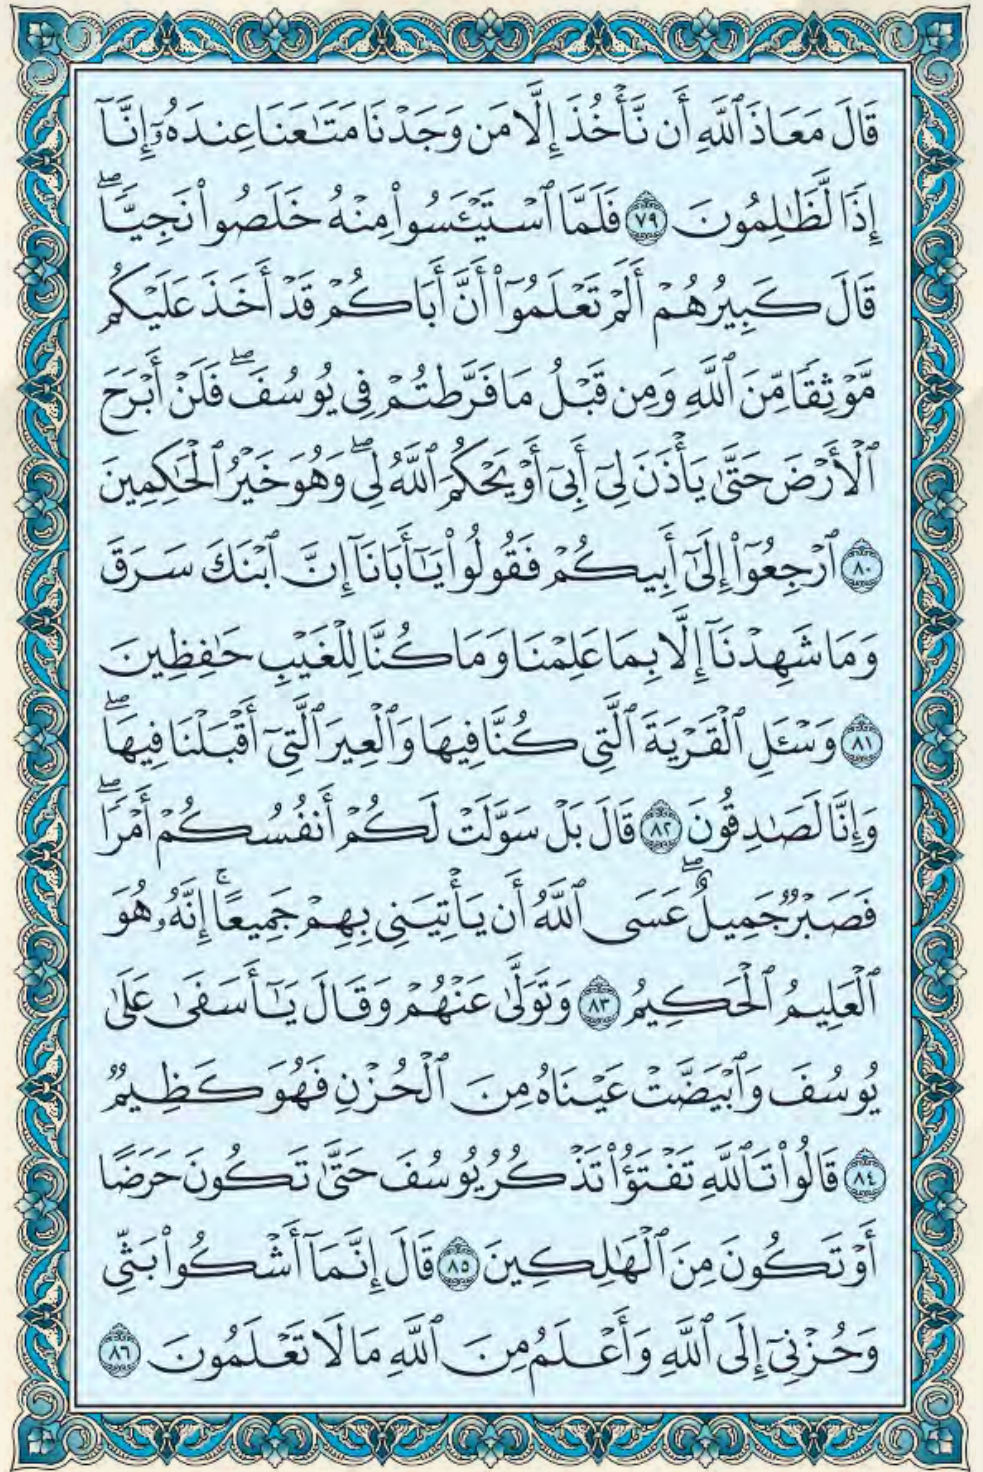 قَالَ مَعَاذَ ٱللَّهِ أَن نَّأْخُذَ إِلَّا مَن وَجَدْنَا مَتَٰعَنَا عِندَهُۥٓ إِنَّآ
إِذًا لَّظَٰلِمُونَ ٧٩ فَلَمَّا ٱسْتَيْـَٔسُوا۟ مِنْهُ خَلَصُوا۟ نَجِيًّاۖ
قَالَ كَبِيرُهُمْ أَلَمْ تَعْلَمُوٓا۟ أَنَّ أَبَاكُمْ قَدْ أَخَذَ عَلَيْكُم
مَّوْثِقًا مِّنَ ٱللَّهِ وَمِن قَبْلُ مَا فَرَّطتُمْ فِى يُوسُفَۖ فَلَنْ أَبْرَحَ
ٱلْأَرْضَ حَتَّىٰ يَأْذَنَ لِىٓ أَبِىٓ أَوْ يَحْكُمَ ٱللَّهُ لِىۖ وَهُوَ خَيْرُ ٱلْحَٰكِمِينَ
٨٠ ٱرْجِعُوٓا۟ إِلَىٰٓ أَبِيكُمْ فَقُولُوا۟ يَٰٓأَبَانَآ إِنَّ ٱبْنَكَ سَرَقَ
وَمَا شَهِدْنَآ إِلَّا بِمَا عَلِمْنَا وَمَا كُنَّا لِلْغَيْبِ حَٰفِظِينَ
٨١ وَسْـَٔلِ ٱلْقَرْيَةَ ٱلَّتِى كُنَّا فِيهَا وَٱلْعِيرَ ٱلَّتِىٓ أَقْبَلْنَا فِيهَاۖ
وَإِنَّا لَصَٰدِقُونَ ٨٢ قَالَ بَلْ سَوَّلَتْ لَكُمْ أَنفُسُكُمْ أَمْرًاۖ
فَصَبْرٌ جَمِيلٌۖ عَسَى ٱللَّهُ أَن يَأْتِيَنِى بِهِمْ جَمِيعًاۚ إِنَّهُۥ هُوَ
ٱلْعَلِيمُ ٱلْحَكِيمُ ٨٣ وَتَوَلَّىٰ عَنْهُمْ وَقَالَ يَٰٓأَسَفَىٰ عَلَىٰ
يُوسُفَ وَٱبْيَضَّتْ عَيْنَاهُ مِنَ ٱلْحُزْنِ فَهُوَ كَظِيمٌ
٨٤ قَالُوا۟ تَٱللَّهِ تَفْتَؤُا۟ تَذْكُرُ يُوسُفَ حَتَّىٰ تَكُونَ حَرَضًا
أَوْ تَكُونَ مِنَ ٱلْهَٰلِكِينَ ٨٥ قَالَ إِنَّمَآ أَشْكُوا۟ بَثِّى
وَحُزْنِىٓ إِلَى ٱللَّهِ وَأَعْلَمُ مِنَ ٱللَّهِ مَا لَا تَعْلَمُونَ ٨٦